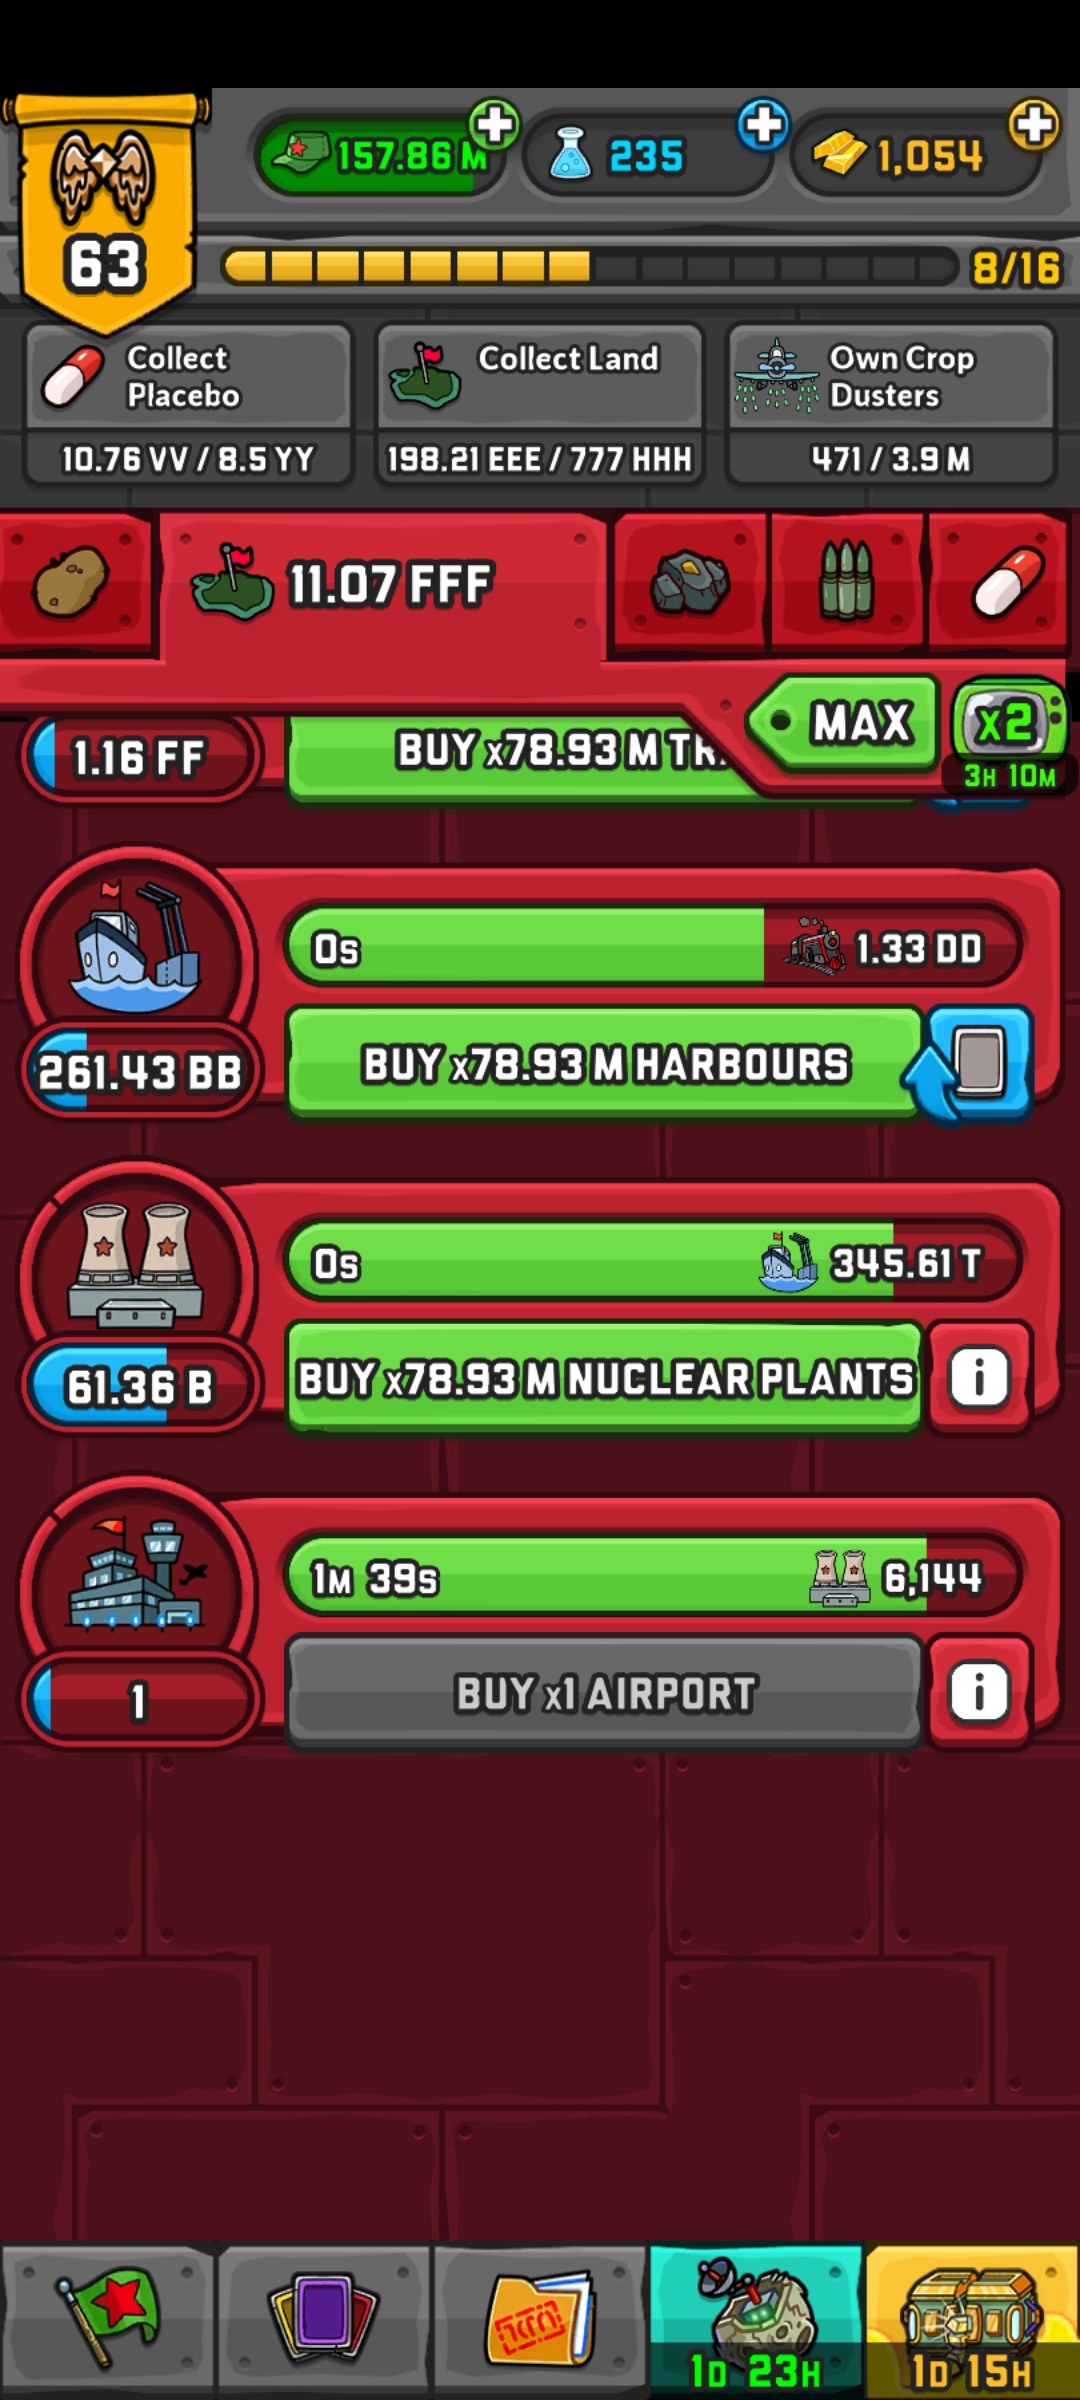 157.86 M
235
1,054
63
8/16
Collect
Placebo
10.76 VV / 8.5 YY
Collect Land
198.21 EEE / 777 HHH
Own Crop
Dusters
471 / 3.9 M
11.07 FFF
MAX
x2
3H 10M
1.16 FF
BUY x78.93 M
0s
1.33 DD
261.43 BB
BUY x78.93 M HARBOURS
0s
345.61 T
61.36 B
BUY x78.93 M NUCLEAR PLANTS
i
1M 39s
6,144
1
BUY x1 AIRPORT
i
1D 23H
1D 15H